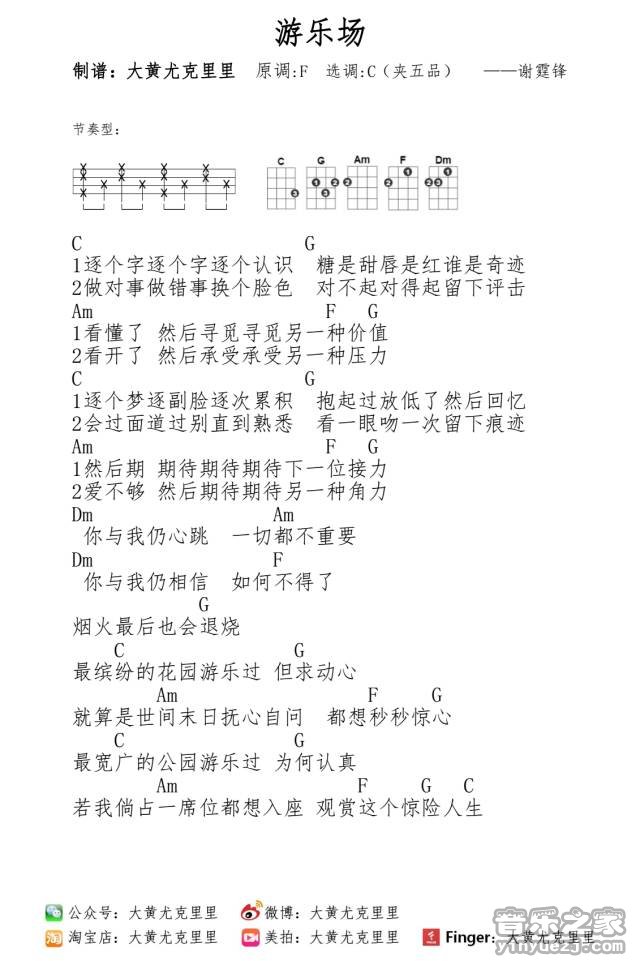 游乐场
制谱：大黄尤克里里 原调:F 选调:C（夹五品） ——谢霆锋
节奏型：
C G Am F Dm
3 1 2 3 2 2 1 2 3 1
C G
1逐个字逐个字逐个认识 糖是甜唇是红谁是奇迹
2做对事做错事换个脸色 对不起对得起留下评击
Am F G
1看懂了 然后寻觅寻觅另一种价值
2看开了 然后承受承受另一种压力
C G
1逐个梦逐副脸逐次累积 抱起过放低了然后回忆
2会过面道过别直到熟悉 看一眼吻一次留下痕迹
Am F G
1然后期 期待期待期待下一位接力
2爱不够 然后期待期待另一种角力
Dm Am
你与我仍心跳 一切都不重要
Dm F
你与我仍相信 如何不得了
G
烟火最后也会退烧
C G
最缤纷的花园游乐过 但求动心
Am F G
就算是世间末日抚心自问 都想秒秒惊心
C G
最宽广的公园游乐过 为何认真
Am F G C
若我倘占一席位都想入座 观赏这个惊险人生
公众号：大黄尤克里里 微博：大黄尤克里里
淘宝店：大黄尤克里里 美拍：大黄尤克里里 Finger：大黄尤克里里
音乐之家
yinyuezj.com